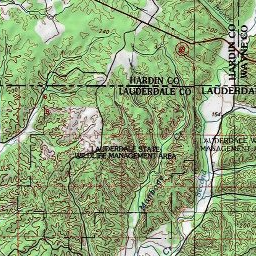 HARDIN CO
WAYNE CO
HARDIN CO
LAUDERDALE CO
LAUDERDA
LAUDERDALE STATE
WILDLIFE MANAGEMENT AREA
LAUDERDALE W
MANAGEMENT A